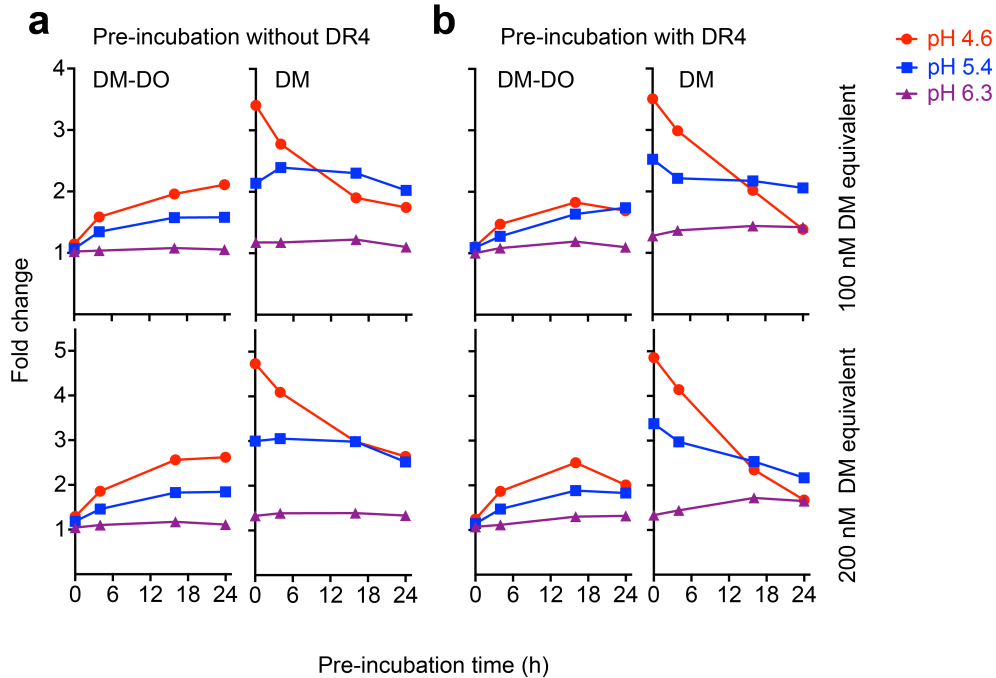 a
b
Pre-incubation without DR4
Pre-incubation with DR4
pH 4.6
pH 5.4
pH 6.3
DM-DO
DM
DM-DO
DM
4
3
2
1
100 nM DM equivalent
Fold change
5
4
3
2
1
200 nM  DM equivalent
0 6 12 18 24
0 6 12 18 24
0 6 12 18 24
0 6 12 18 24
Pre-incubation time (h)